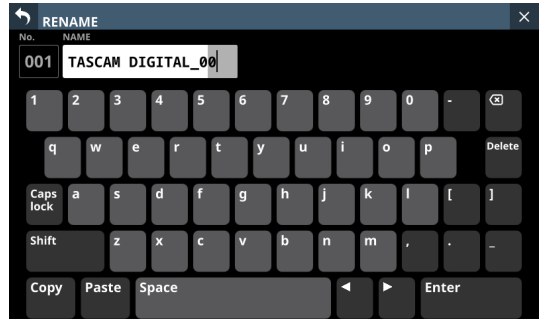 RENAME
No. NAME
001 TASCAM DIGITAL_00
1 2 3 4 5 6 7 8 9 0 -
q w e r t y u i o p Delete
Caps lock a s d f g h j k l [ ]
Shift z x c v b n m , . _
Copy Paste Space ◀ ▶ Enter